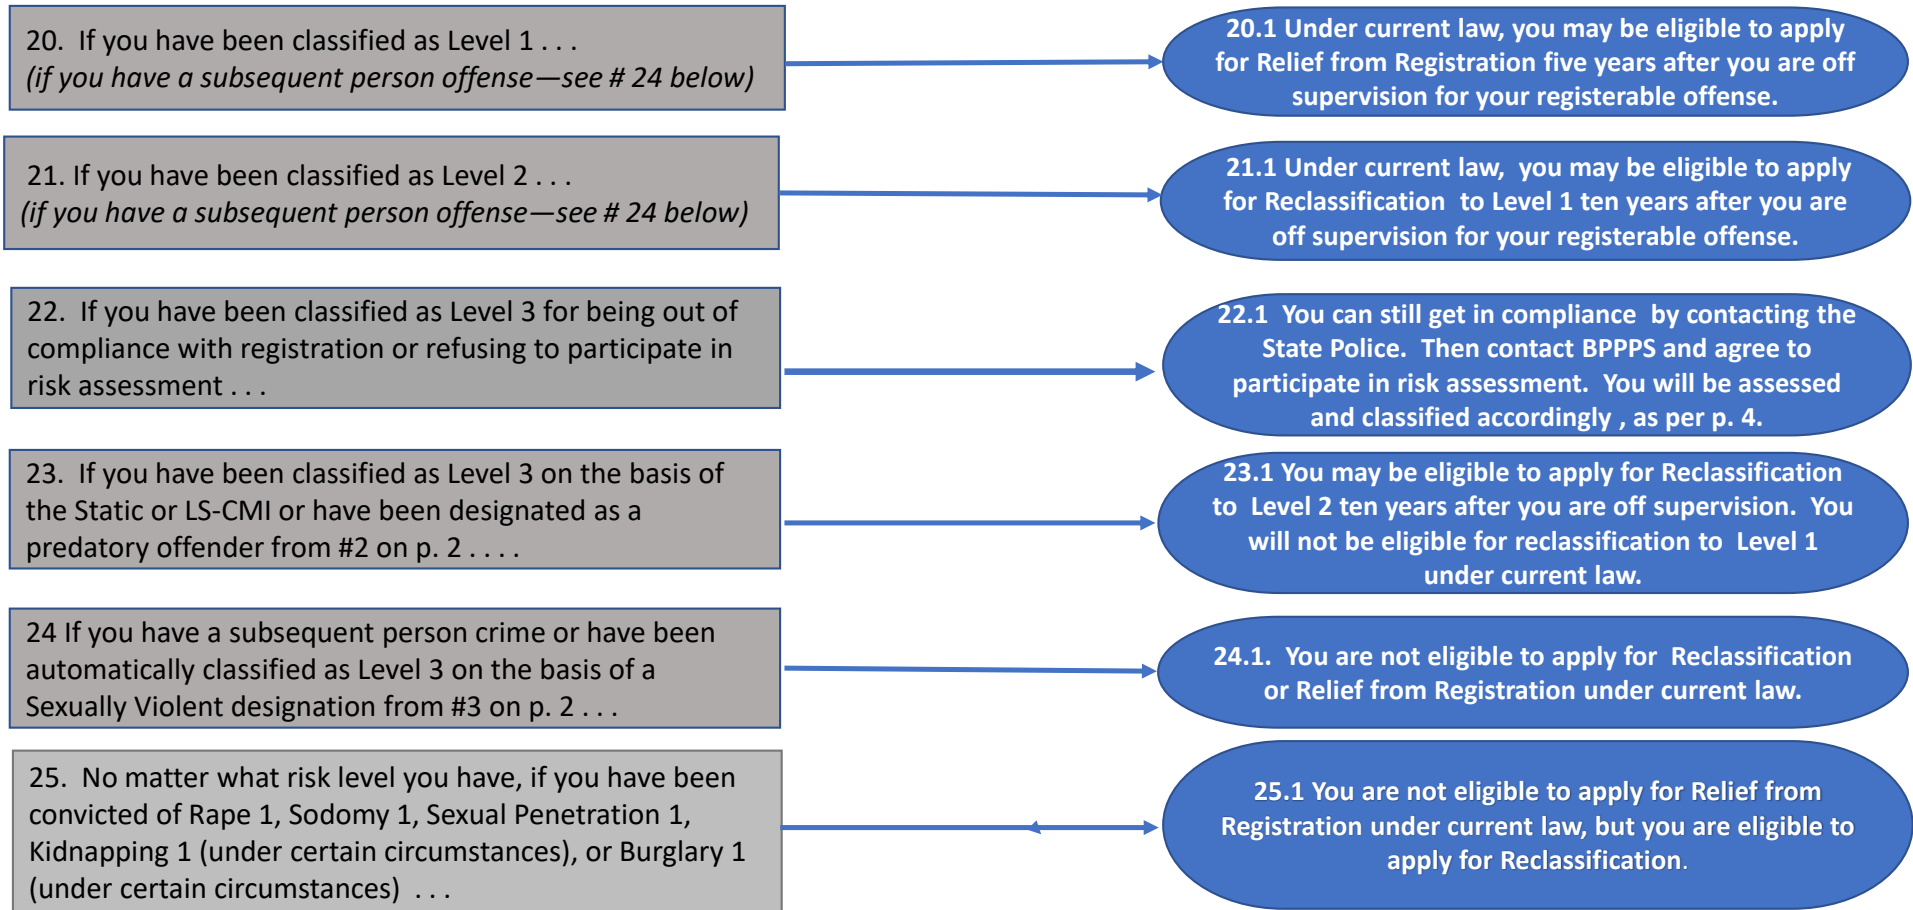 20. If you have been classified as Level 1 . . .
(if you have a subsequent person offense—see # 24 below)
20.1 Under current law, you may be eligible to apply
for Relief from Registration five years after you are off
supervision for your registerable offense.
21. If you have been classified as Level 2 . . .
(if you have a subsequent person offense—see # 24 below)
21.1 Under current law, you may be eligible to apply
for Reclassification to Level 1 ten years after you are
off supervision for your registerable offense.
22. If you have been classified as Level 3 for being out of
compliance with registration or refusing to participate in
risk assessment . . .
22.1 You can still get in compliance by contacting the
State Police. Then contact BPPPS and agree to
participate in risk assessment. You will be assessed
and classified accordingly , as per p. 4.
23. If you have been classified as Level 3 on the basis of
the Static or LS-CMI or have been designated as a
predatory offender from #2 on p. 2 . . . .
23.1 You may be eligible to apply for Reclassification
to Level 2 ten years after you are off supervision. You
will not be eligible for reclassification to Level 1
under current law.
24 If you have a subsequent person crime or have been
automatically classified as Level 3 on the basis of a
Sexually Violent designation from #3 on p. 2 . . .
24.1. You are not eligible to apply for Reclassification
or Relief from Registration under current law.
25. No matter what risk level you have, if you have been
convicted of Rape 1, Sodomy 1, Sexual Penetration 1,
Kidnapping 1 (under certain circumstances), or Burglary 1
(under certain circumstances) . . .
25.1 You are not eligible to apply for Relief from
Registration under current law, but you are eligible to
apply for Reclassification.